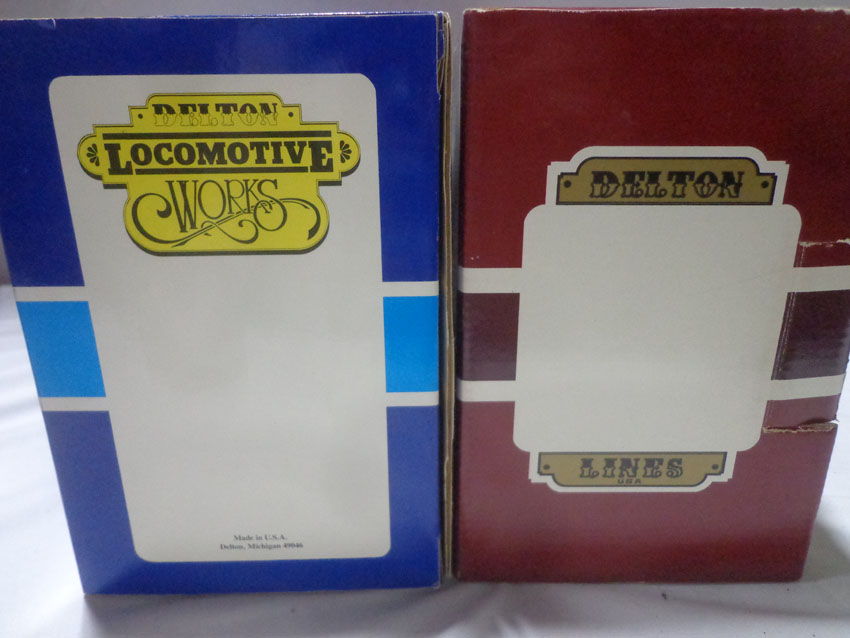 DELTON
LOCOMOTIVE
WORKS
Made in U.S.A.
Delton, Michigan 49046
DELTON
LINES
USA